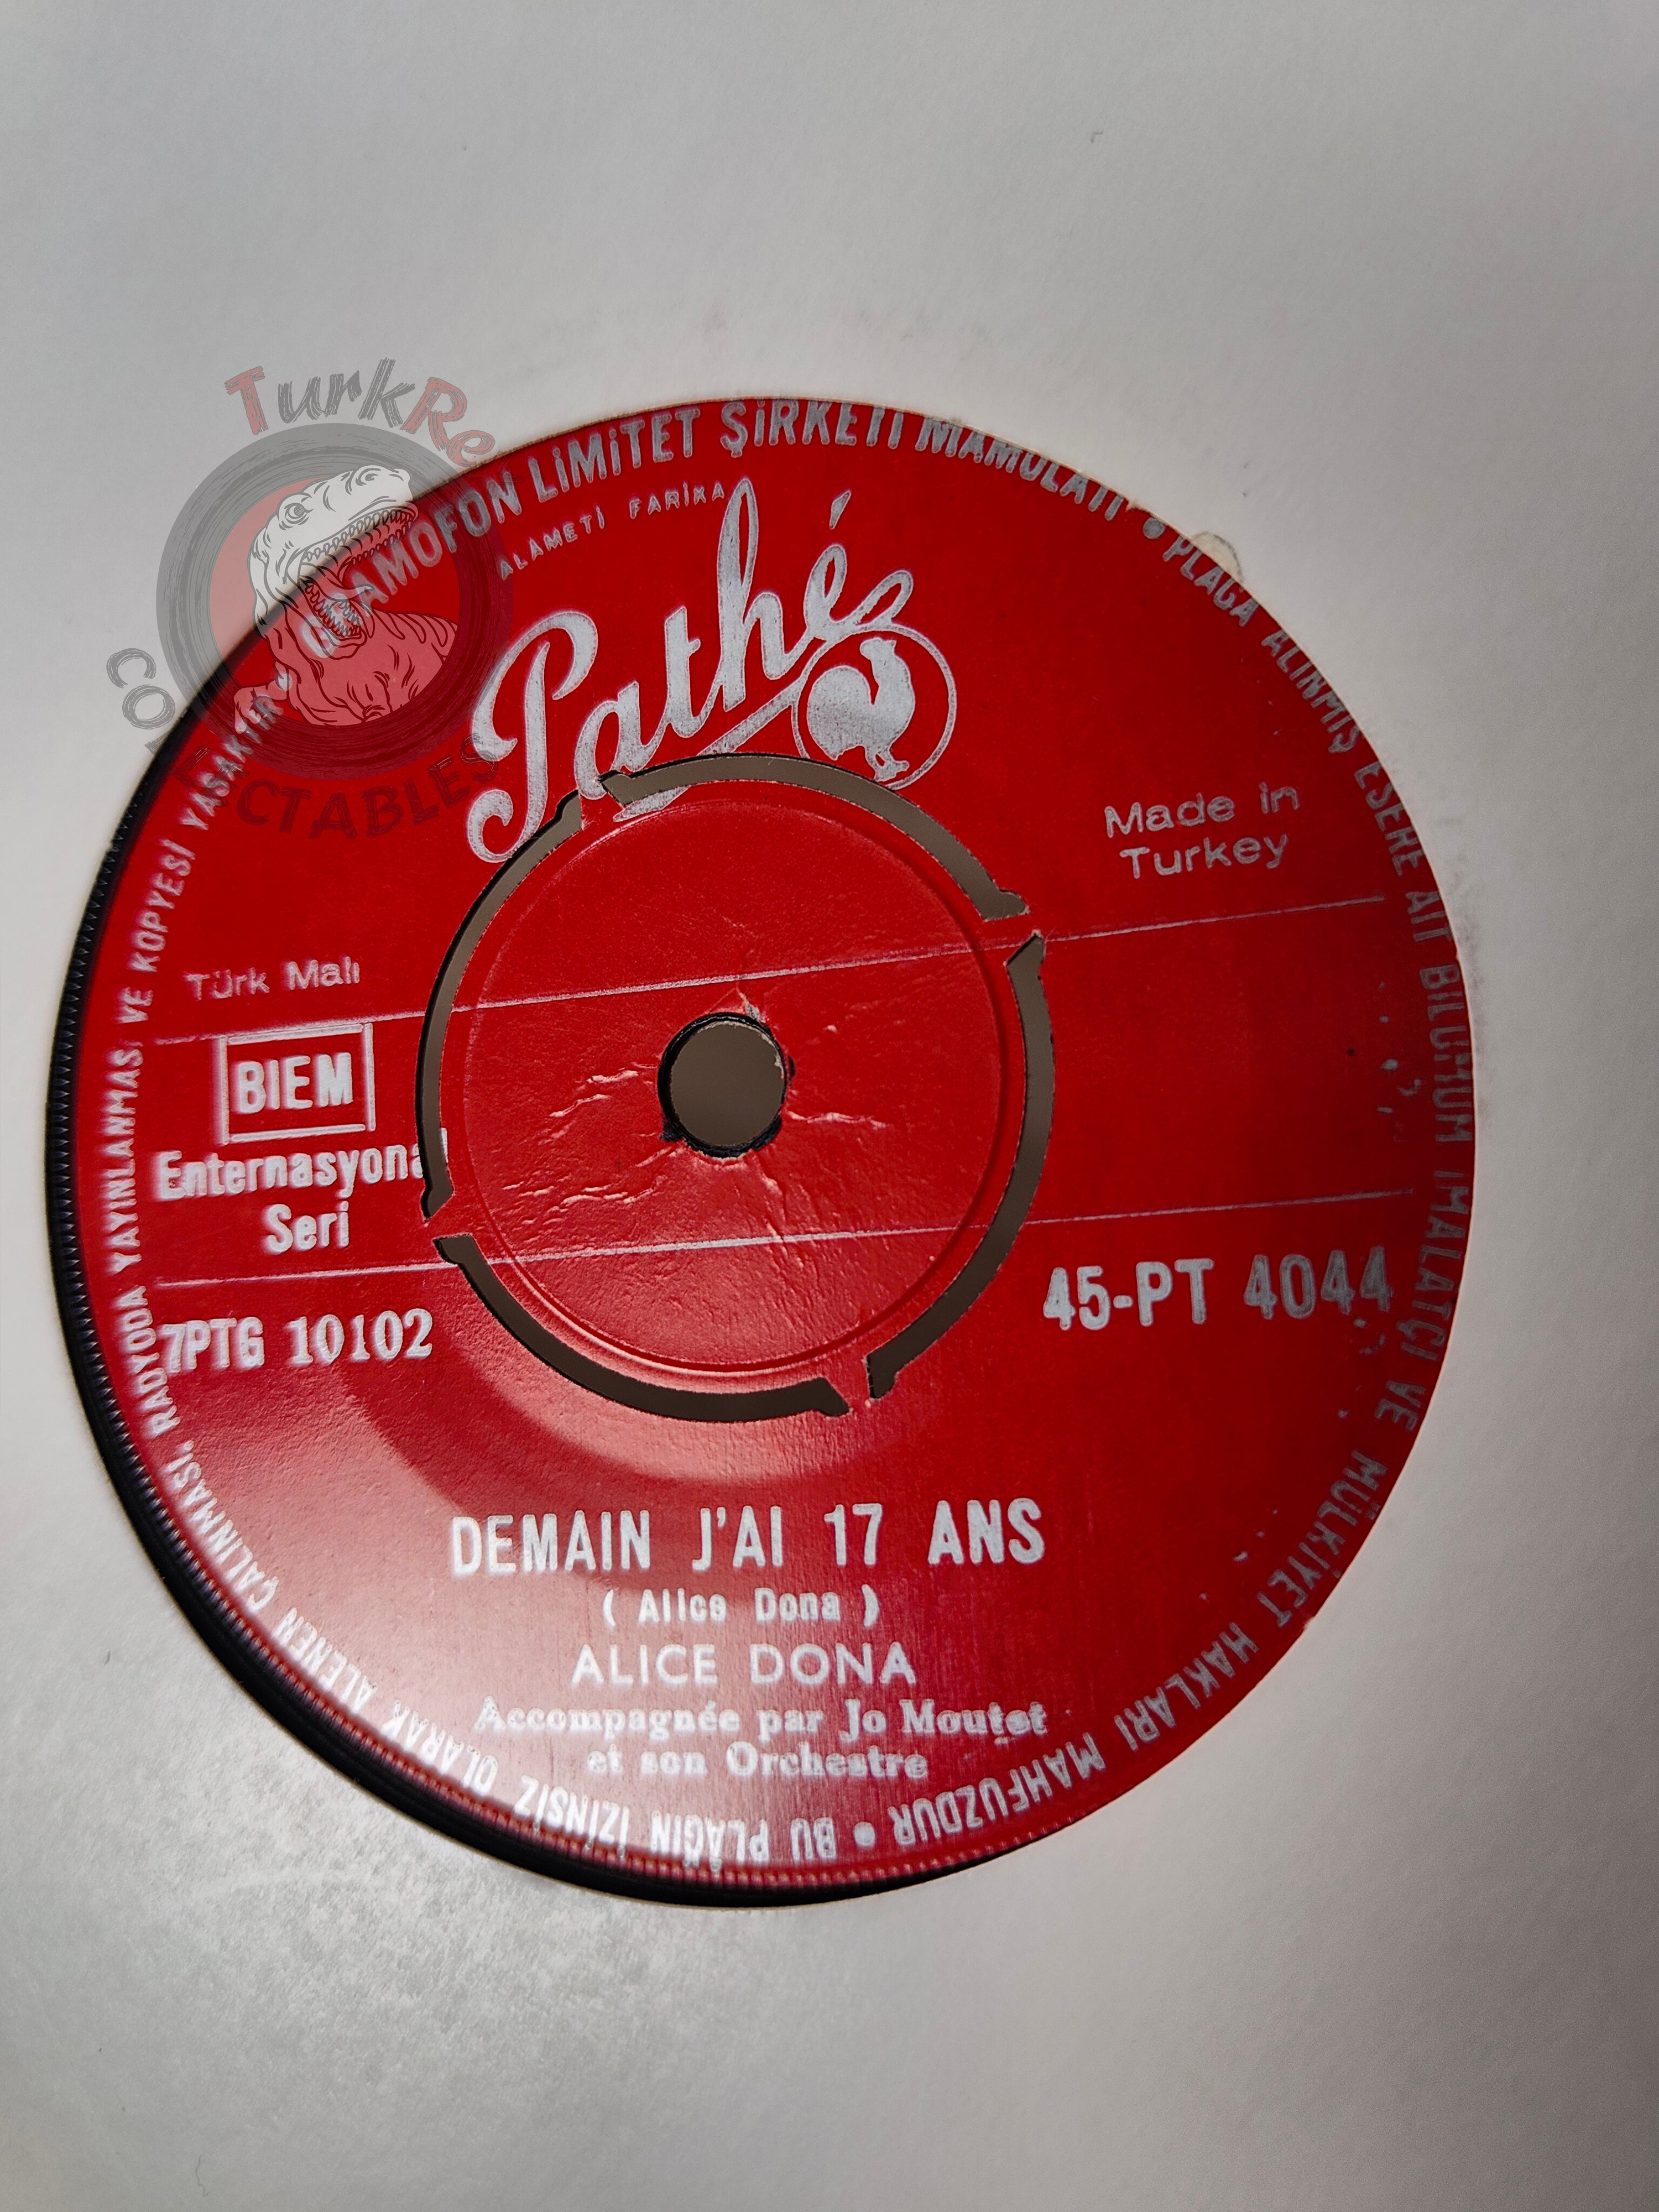 TurkRe
COLLECTABLES
GRAMOFON LİMİTET ŞİRKETİ MAMULATI • PLAĞA ALINMIŞ ESERE AİT BİLÜMUM İMALATÇI VE MÜLKİYET HAKLARI MAHFUZDUR • BU PLÂĞIN İZİNSİZ OLARAK ALENEN ÇALINMASI, RADYODA YAYINLANMASI, VE KOPYESİ YASAKTIR •
ALAMETİ FARİKA
Pathé
Made in
Turkey
Türk Malı
BIEM
Enternasyonal
Seri
7PTG 10102
45-PT 4044
DEMAIN J'AI 17 ANS
( Alice Dona )
ALICE DONA
Accompagnée par Jo Moutet
et son Orchestre